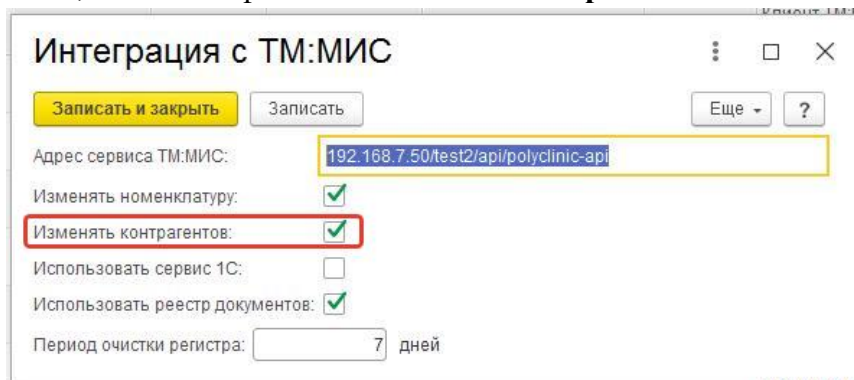 Интеграция с ТМ:МИС
Записать и закрыть Записать Еще ?
Адрес сервиса ТМ:МИС: 192.168.7.50/test2/api/polyclinic-api
Изменять номенклатуру:
Изменять контрагентов:
Использовать сервис 1С:
Использовать реестр документов:
Период очистки регистра: 7 дней